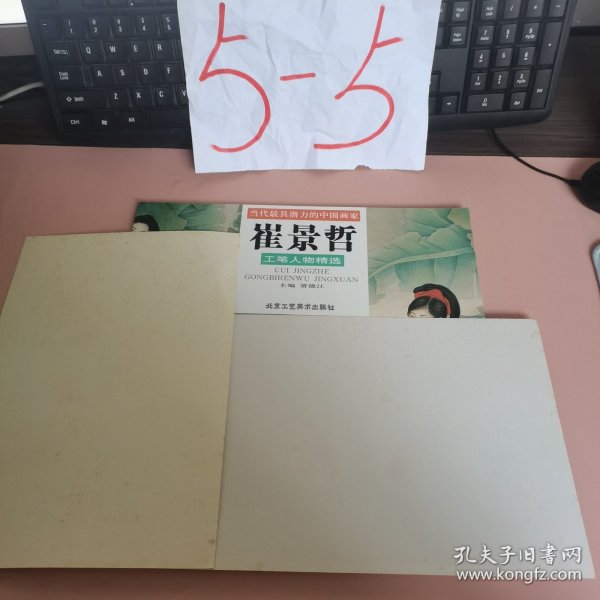 5-5
当代最具潜力的中国画家
崔景哲
工笔人物精选
CUI JINGZHE
GONGBIRENWU JINGXUAN
主编 贾德江
北京工艺美术出版社
孔夫子旧书网
www.kongfz.com